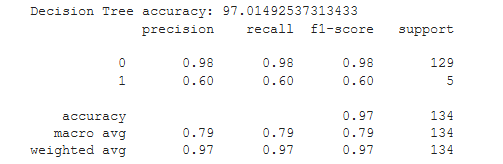 Decision Tree accuracy: 97.01492537313433
precision recall f1-score support
0 0.98 0.98 0.98 129
1 0.60 0.60 0.60 5
accuracy 0.97 134
macro avg 0.79 0.79 0.79 134
weighted avg 0.97 0.97 0.97 134